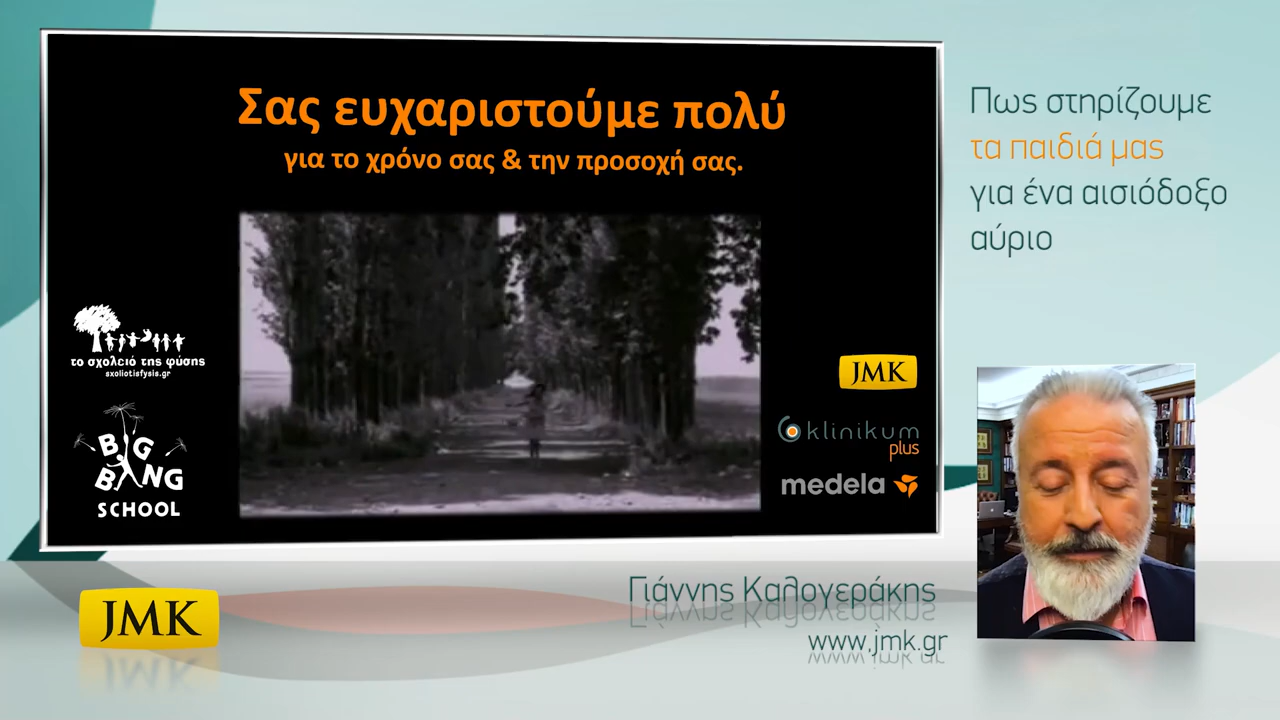 Σας ευχαριστούμε πολύ
για το χρόνο σας & την προσοχή σας.
το σχολειό της φύσης
sxoliotisfysis.gr
BIG
BANG
SCHOOL
JMK
klinikum
plus
medela
Πως στηρίζουμε
τα παιδιά μας
για ένα αισιόδοξο
αύριο
JMK
Γιάννης Καλογεράκης
www.jmk.gr